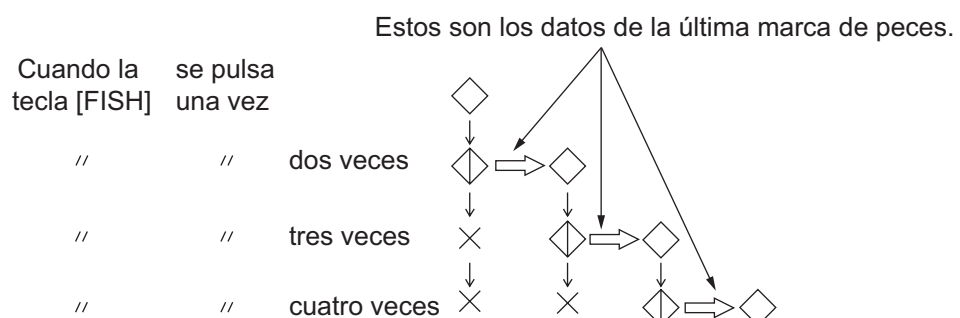 Estos son los datos de la última marca de peces.
Cuando la se pulsa
tecla [FISH] una vez
〃 〃 dos veces
〃 〃 tres veces
〃 〃 cuatro veces